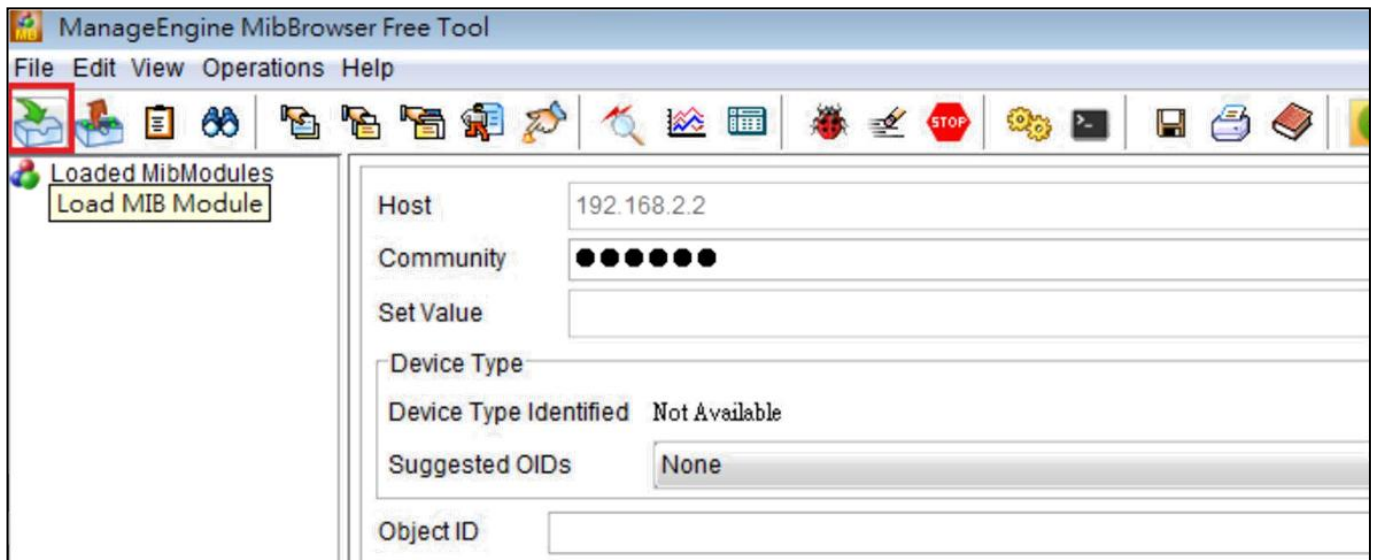 ManageEngine MibBrowser Free Tool
File Edit View Operations Help
STOP
Loaded MibModules
Load MIB Module
Host 192.168.2.2
Community ●●●●●●
Set Value
Device Type
Device Type Identified Not Available
Suggested OIDs None
Object ID